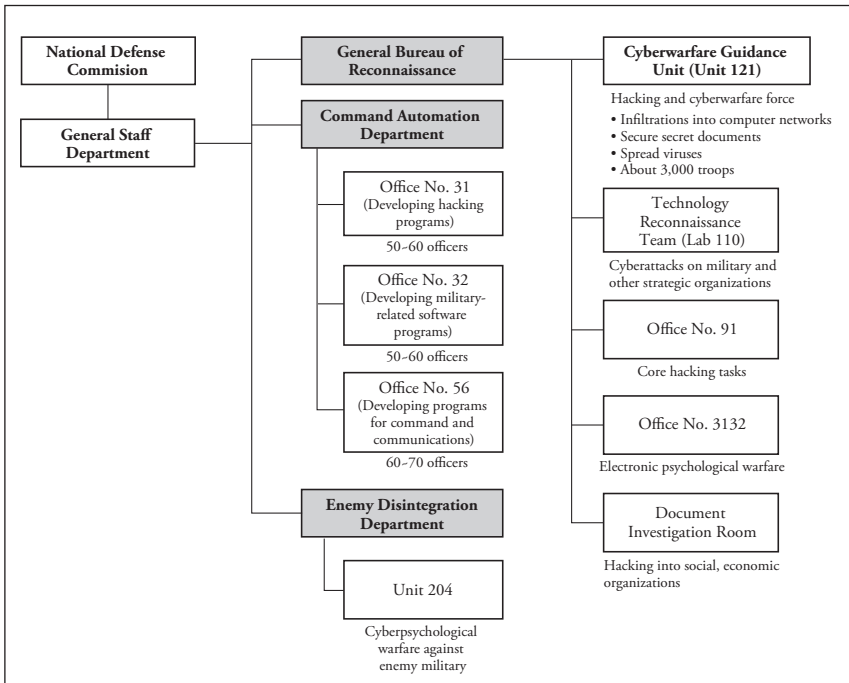 National Defense
Commision
General Staff
Department
General Bureau of
Reconnaissance
Command Automation
Department
Office No. 31
(Developing hacking
programs)
50~60 officers
Office No. 32
(Developing military-
related software
programs)
50~60 officers
Office No. 56
(Developing programs
for command and
communications)
60~70 officers
Enemy Disintegration
Department
Unit 204
Cyberpsychological
warfare against
enemy military
Cyberwarfare Guidance
Unit (Unit 121)
Hacking and cyberwarfare force
• Infiltrations into computer networks
• Secure secret documents
• Spread viruses
• About 3,000 troops
Technology
Reconnaissance
Team (Lab 110)
Cyberattacks on military and
other strategic organizations
Office No. 91
Core hacking tasks
Office No. 3132
Electronic psychological warfare
Document
Investigation Room
Hacking into social, economic
organizations